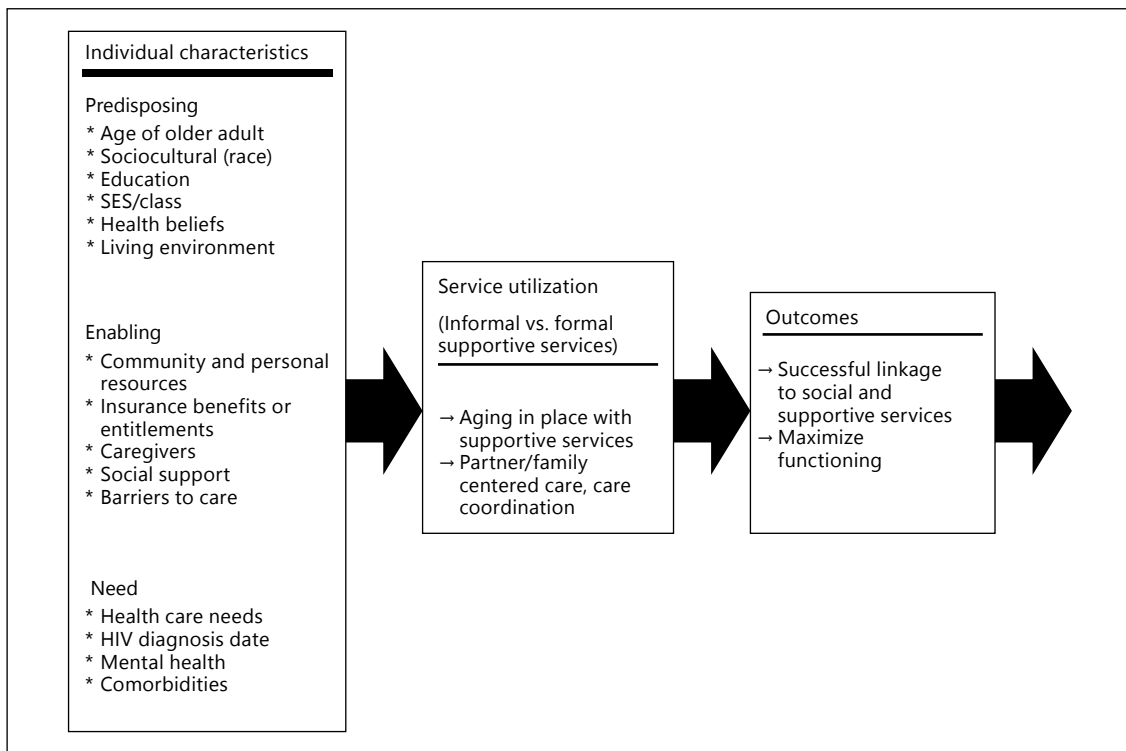 Individual characteristics
Predisposing
* Age of older adult
* Sociocultural (race)
* Education
* SES/class
* Health beliefs
* Living environment
Enabling
* Community and personal
resources
* Insurance benefits or
entitlements
* Caregivers
* Social support
* Barriers to care
Need
* Health care needs
* HIV diagnosis date
* Mental health
* Comorbidities
Service utilization
(Informal vs. formal
supportive services)
→ Aging in place with
supportive services
→ Partner/family
centered care, care
coordination
Outcomes
→ Successful linkage
to social and
supportive services
→ Maximize
functioning